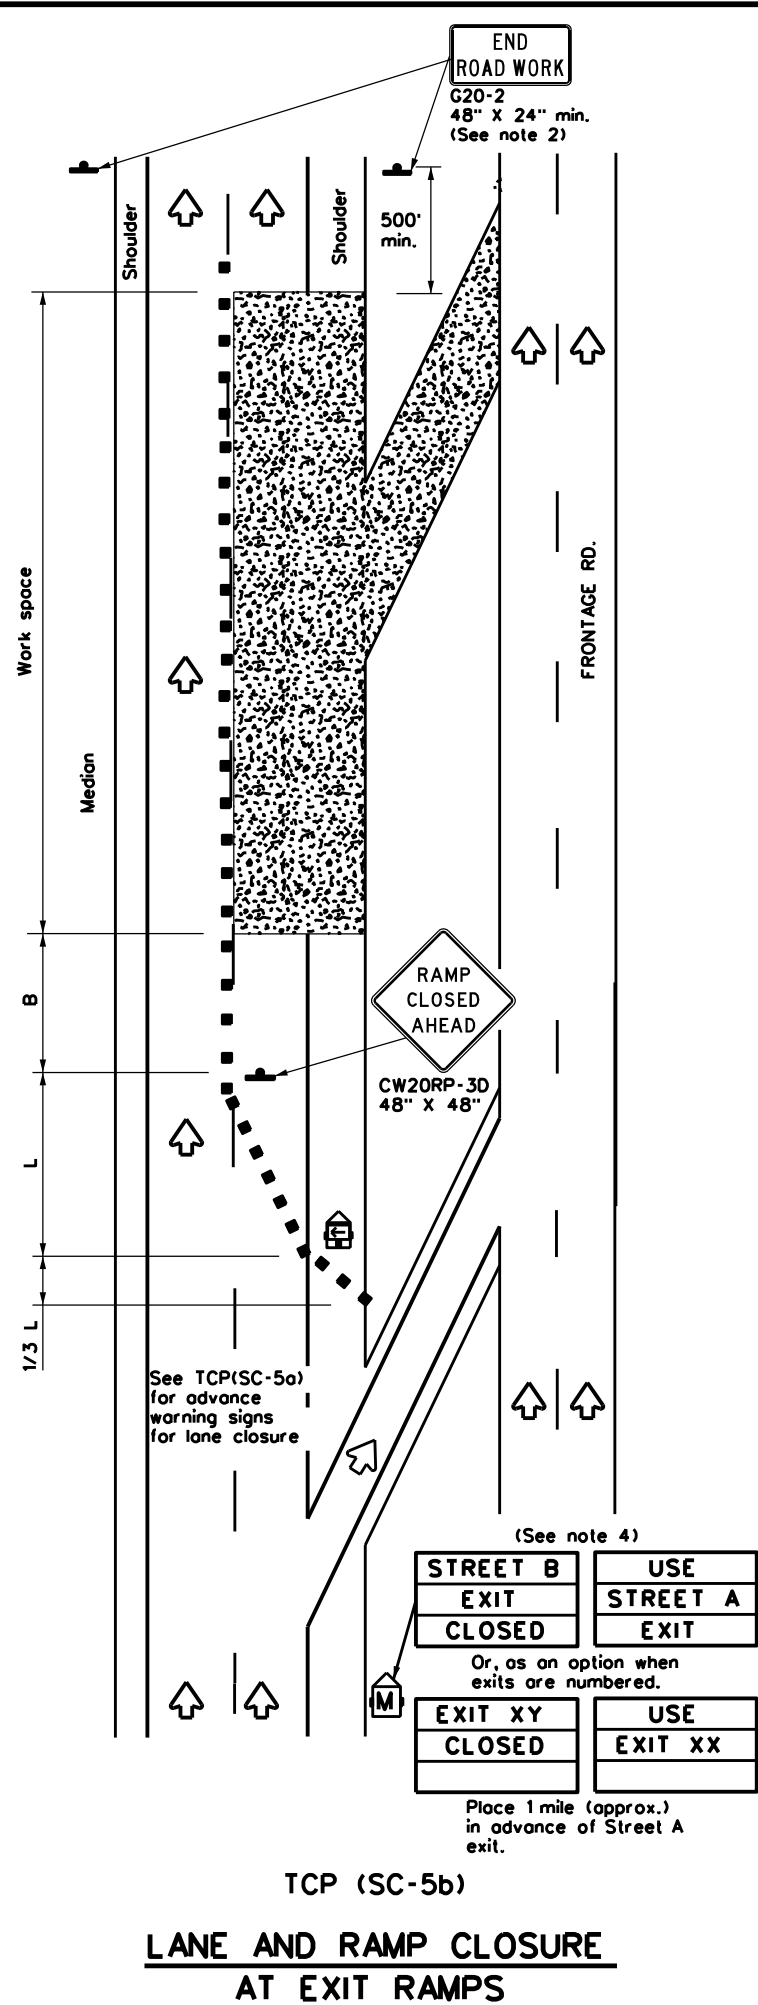 END
ROAD WORK
G20-2
48" X 24" min.
(See note 2)
Shoulder
Shoulder
500'
min.
Work space
FRONTAGE RD.
Median
RAMP
CLOSED
AHEAD
B
CW20RP-3D
48" X 48"
L
1/3 L
See TCP(SC-5a)
for advance
warning signs
for lane closure
(See note 4)
STREET B
EXIT
CLOSED
USE
STREET A
EXIT
Or, as an option when
exits are numbered.
M
EXIT XY
CLOSED
USE
EXIT XX
Place 1 mile (approx.)
in advance of Street A
exit.
TCP (SC-5b)
LANE AND RAMP CLOSURE
AT EXIT RAMPS